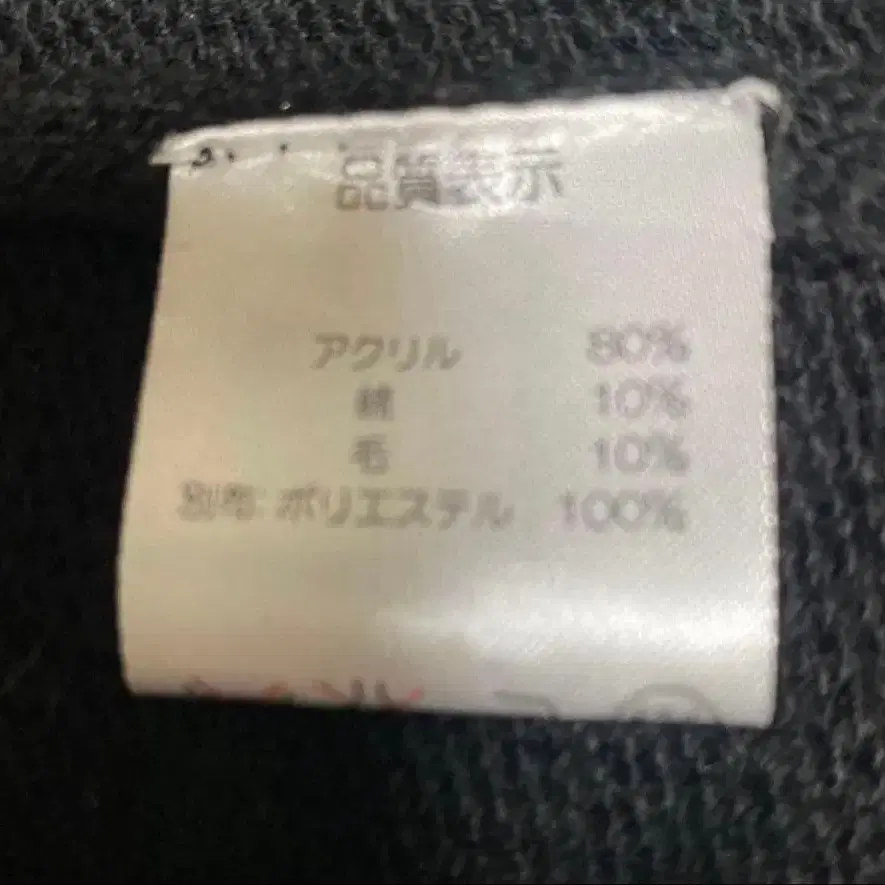 品質表示
アクリル 80%
綿 10%
毛 10%
別布: ポリエステル 100%